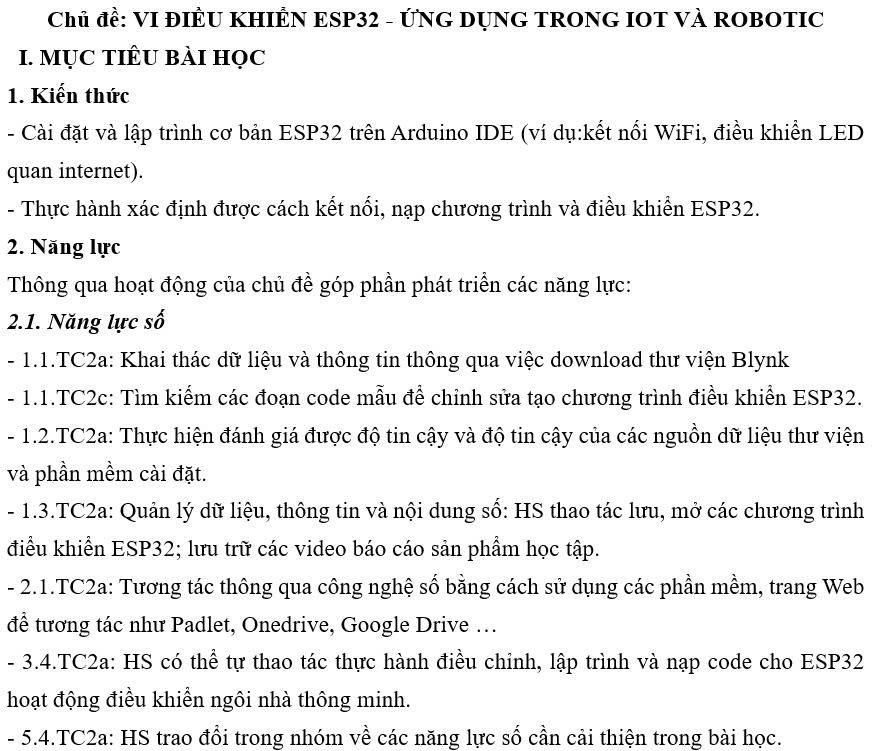 Chủ đề: VI ĐIỀU KHIỂN ESP32 - ỨNG DỤNG TRONG IOT VÀ ROBOTIC
I. MỤC TIÊU BÀI HỌC
1. Kiến thức
- Cài đặt và lập trình cơ bản ESP32 trên Arduino IDE (ví dụ:kết nối WiFi, điều khiển LED
quan internet).
- Thực hành xác định được cách kết nối, nạp chương trình và điều khiển ESP32.
2. Năng lực
Thông qua hoạt động của chủ đề góp phần phát triển các năng lực:
2.1. Năng lực số
- 1.1.TC2a: Khai thác dữ liệu và thông tin thông qua việc download thư viện Blynk
- 1.1.TC2c: Tìm kiếm các đoạn code mẫu để chỉnh sửa tạo chương trình điều khiển ESP32.
- 1.2.TC2a: Thực hiện đánh giá được độ tin cậy và độ tin cậy của các nguồn dữ liệu thư viện
và phần mềm cài đặt.
- 1.3.TC2a: Quản lý dữ liệu, thông tin và nội dung số: HS thao tác lưu, mở các chương trình
điều khiển ESP32; lưu trữ các video báo cáo sản phẩm học tập.
- 2.1.TC2a: Tương tác thông qua công nghệ số bằng cách sử dụng các phần mềm, trang Web
để tương tác như Padlet, Onedrive, Google Drive …
- 3.4.TC2a: HS có thể tự thao tác thực hành điều chỉnh, lập trình và nạp code cho ESP32
hoạt động điều khiển ngôi nhà thông minh.
- 5.4.TC2a: HS trao đổi trong nhóm về các năng lực số cần cải thiện trong bài học.